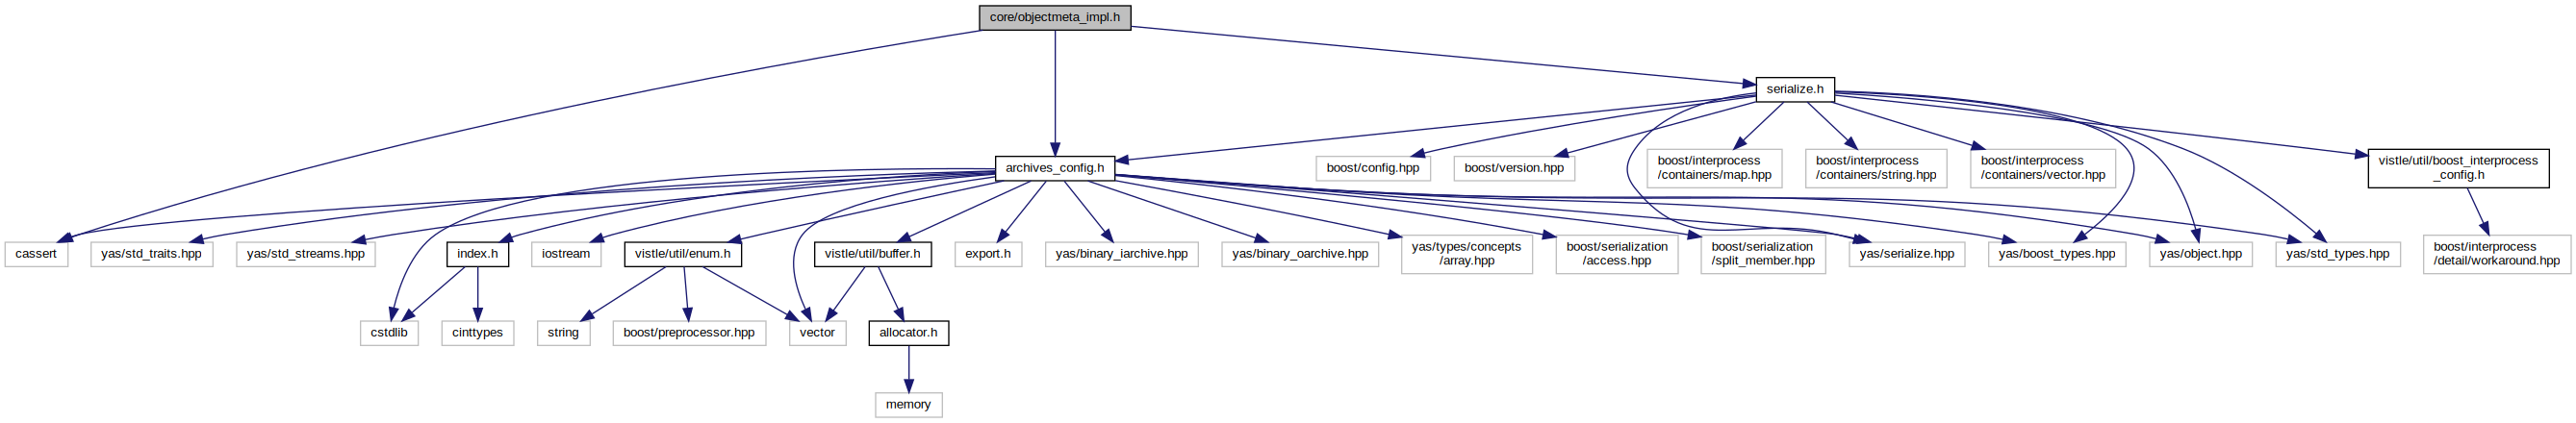 core/objectmeta_impl.h
serialize.h
archives_config.h
boost/config.hpp
boost/version.hpp
boost/interprocess
/containers/map.hpp
boost/interprocess
/containers/string.hpp
boost/interprocess
/containers/vector.hpp
vistle/util/boost_interprocess
_config.h
cassert
yas/std_traits.hpp
yas/std_streams.hpp
index.h
iostream
vistle/util/enum.h
vistle/util/buffer.h
export.h
yas/binary_iarchive.hpp
yas/binary_oarchive.hpp
yas/types/concepts
/array.hpp
boost/serialization
/access.hpp
boost/serialization
/split_member.hpp
yas/serialize.hpp
yas/boost_types.hpp
yas/object.hpp
yas/std_types.hpp
boost/interprocess
/detail/workaround.hpp
cstdlib
cinttypes
string
boost/preprocessor.hpp
vector
allocator.h
memory